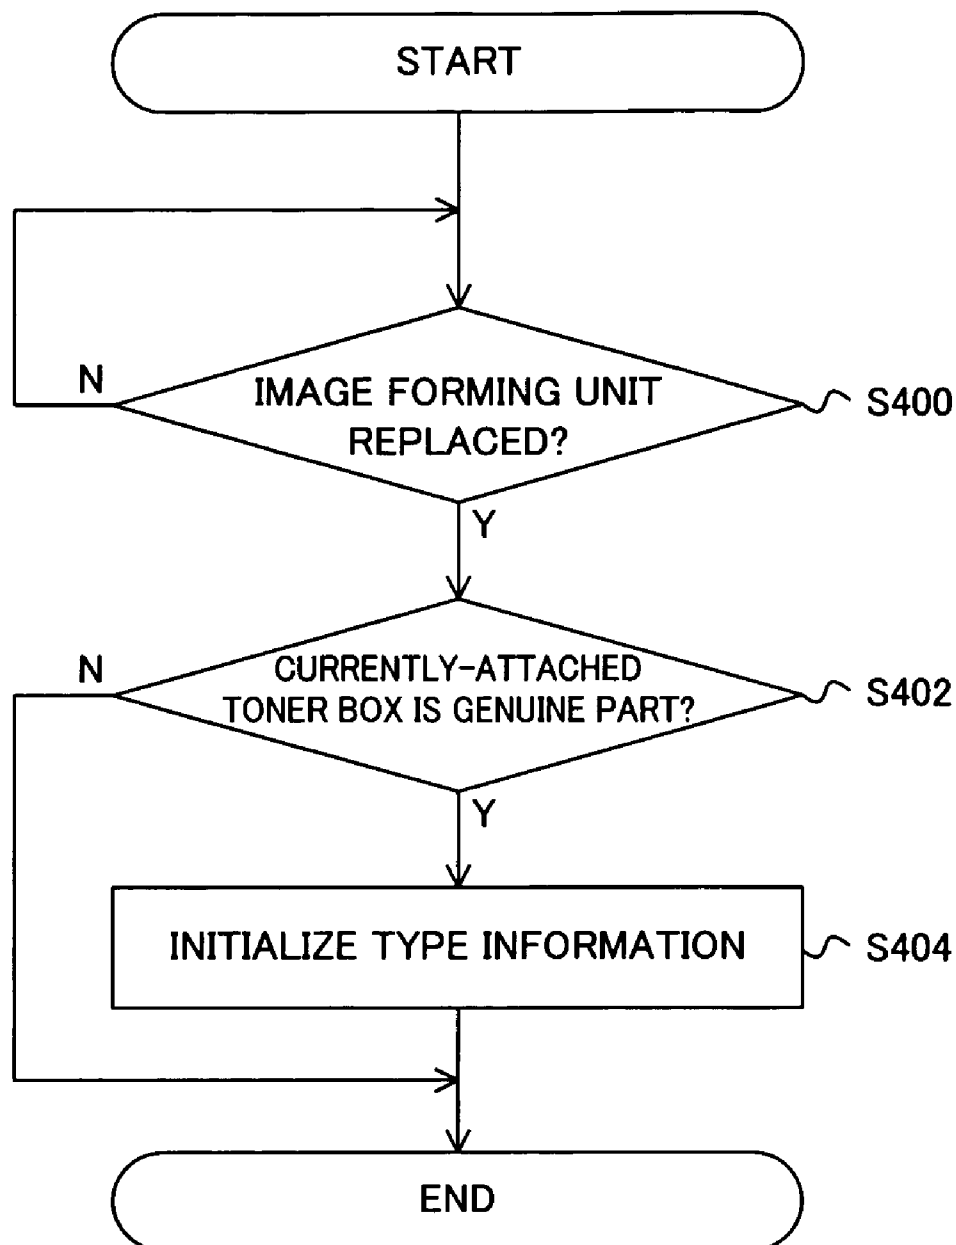 START
N
IMAGE FORMING UNIT
REPLACED?
S400
Y
N
CURRENTLY-ATTACHED
TONER BOX IS GENUINE PART?
S402
Y
INITIALIZE TYPE INFORMATION
S404
END